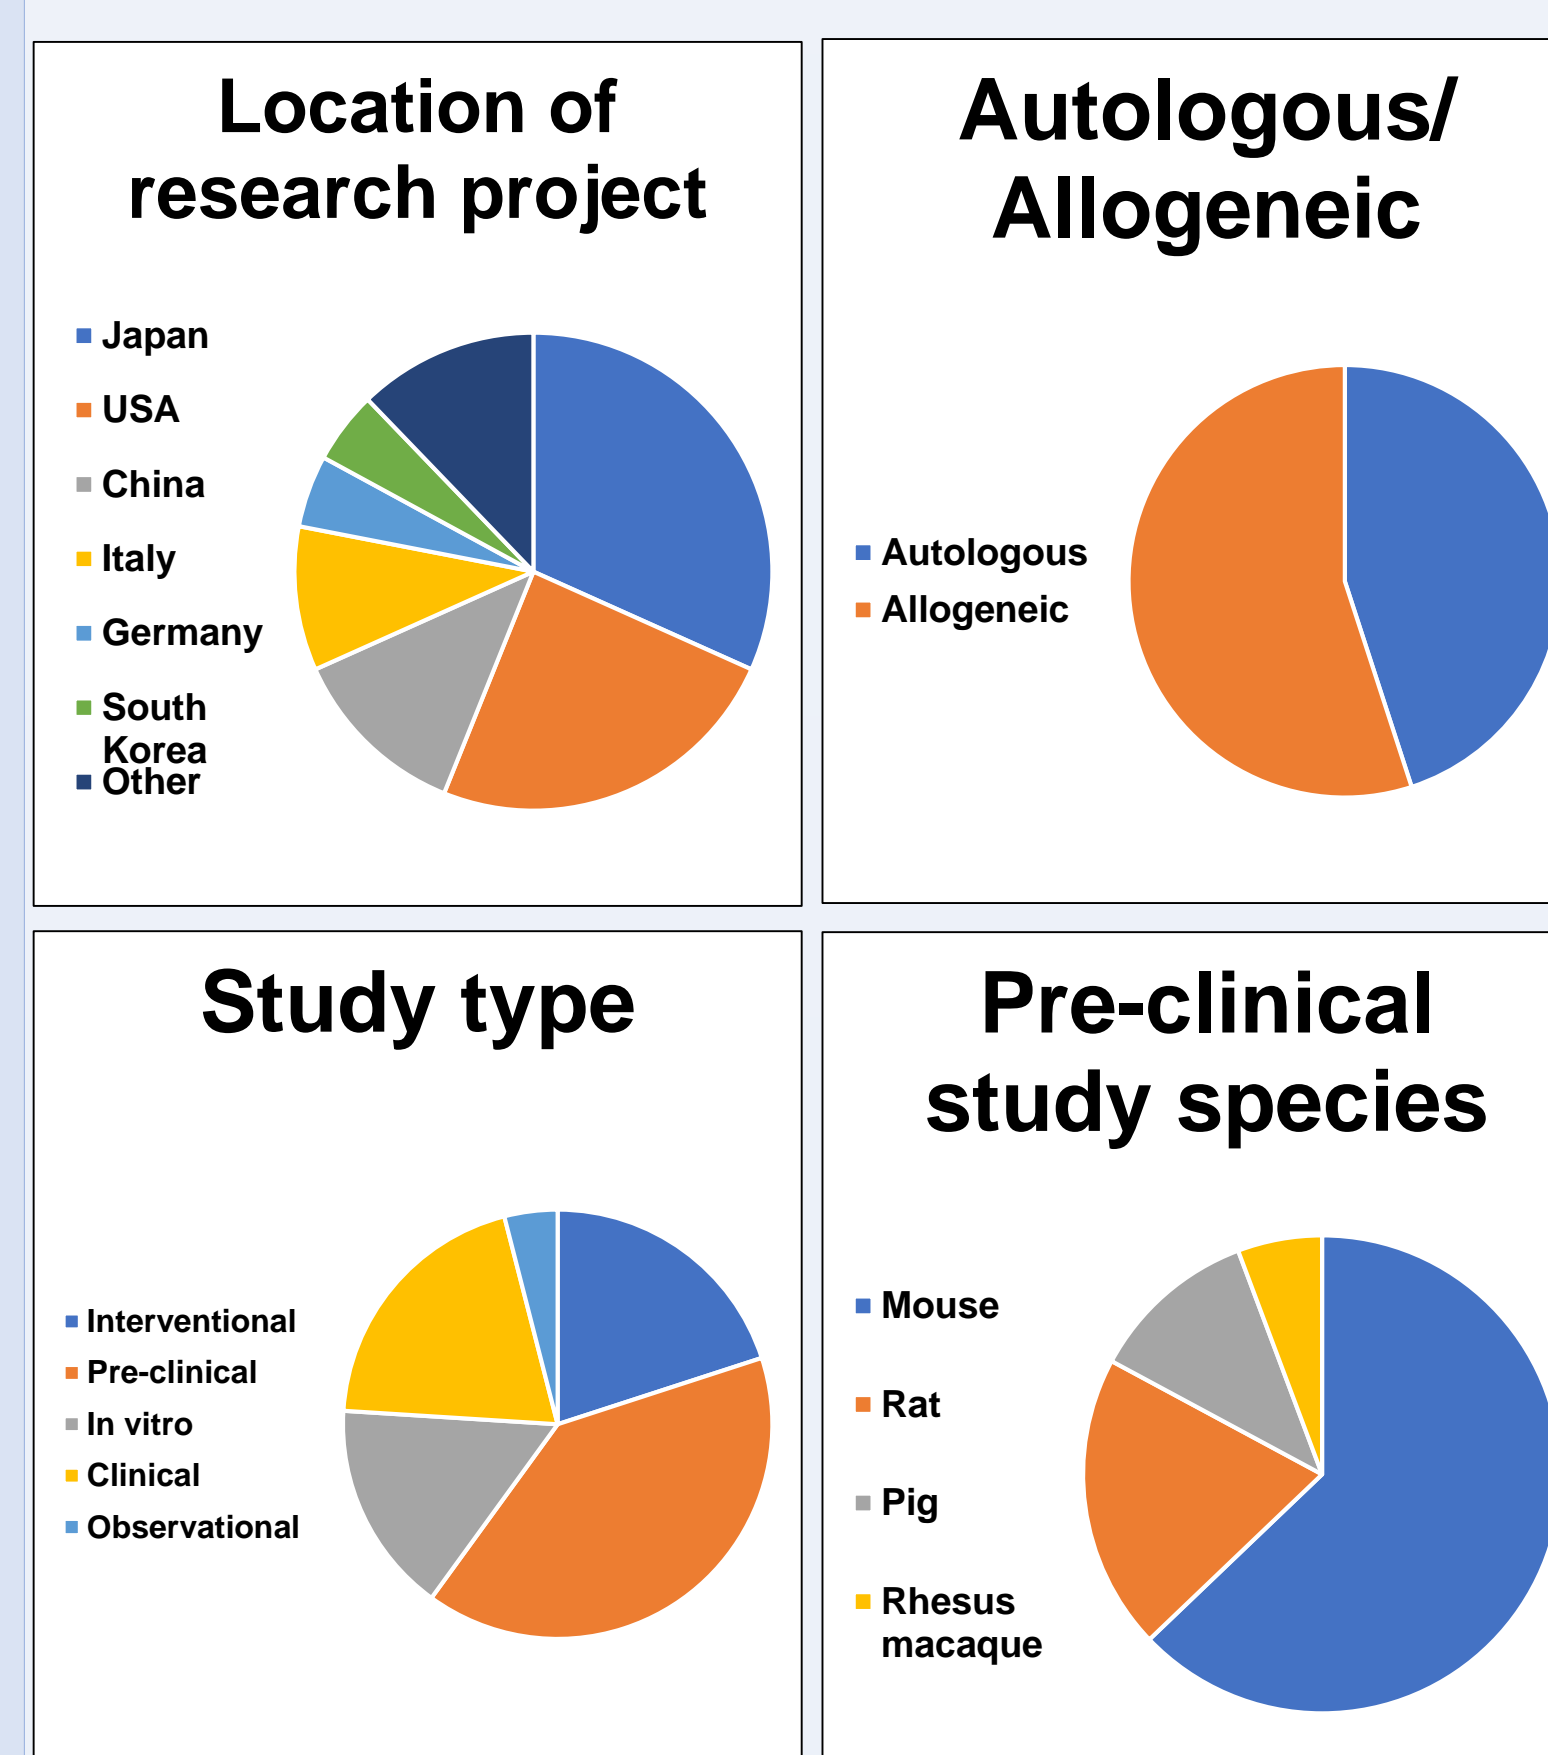 Location of
research project
Japan
USA
China
Italy
Germany
South
Korea
Other
Autologous/
Allogeneic
Autologous
Allogeneic
Study type
Interventional
Pre-clinical
In vitro
Clinical
Observational
Pre-clinical
study species
Mouse
Rat
Pig
Rhesus
macaque